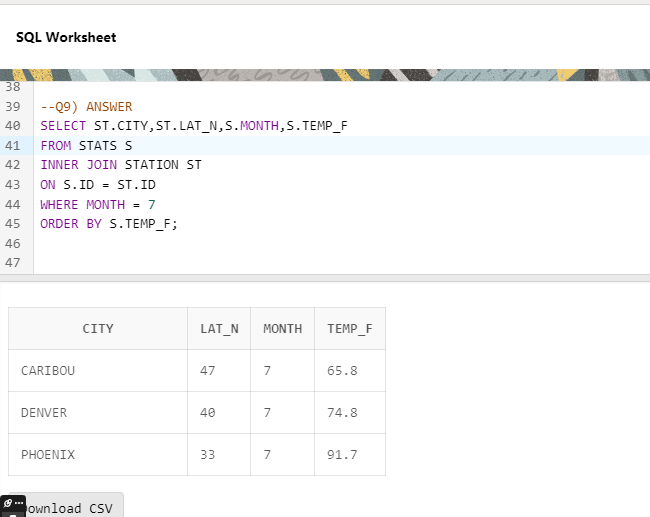 SQL Worksheet
38
39 --Q9) ANSWER
40 SELECT ST.CITY,ST.LAT_N,S.MONTH,S.TEMP_F
41 FROM STATS S
42 INNER JOIN STATION ST
43 ON S.ID = ST.ID
44 WHERE MONTH = 7
45 ORDER BY S.TEMP_F;
46
47
CITY LAT_N MONTH TEMP_F
CARIBOU 47 7 65.8
DENVER 40 7 74.8
PHOENIX 33 7 91.7
ownload CSV